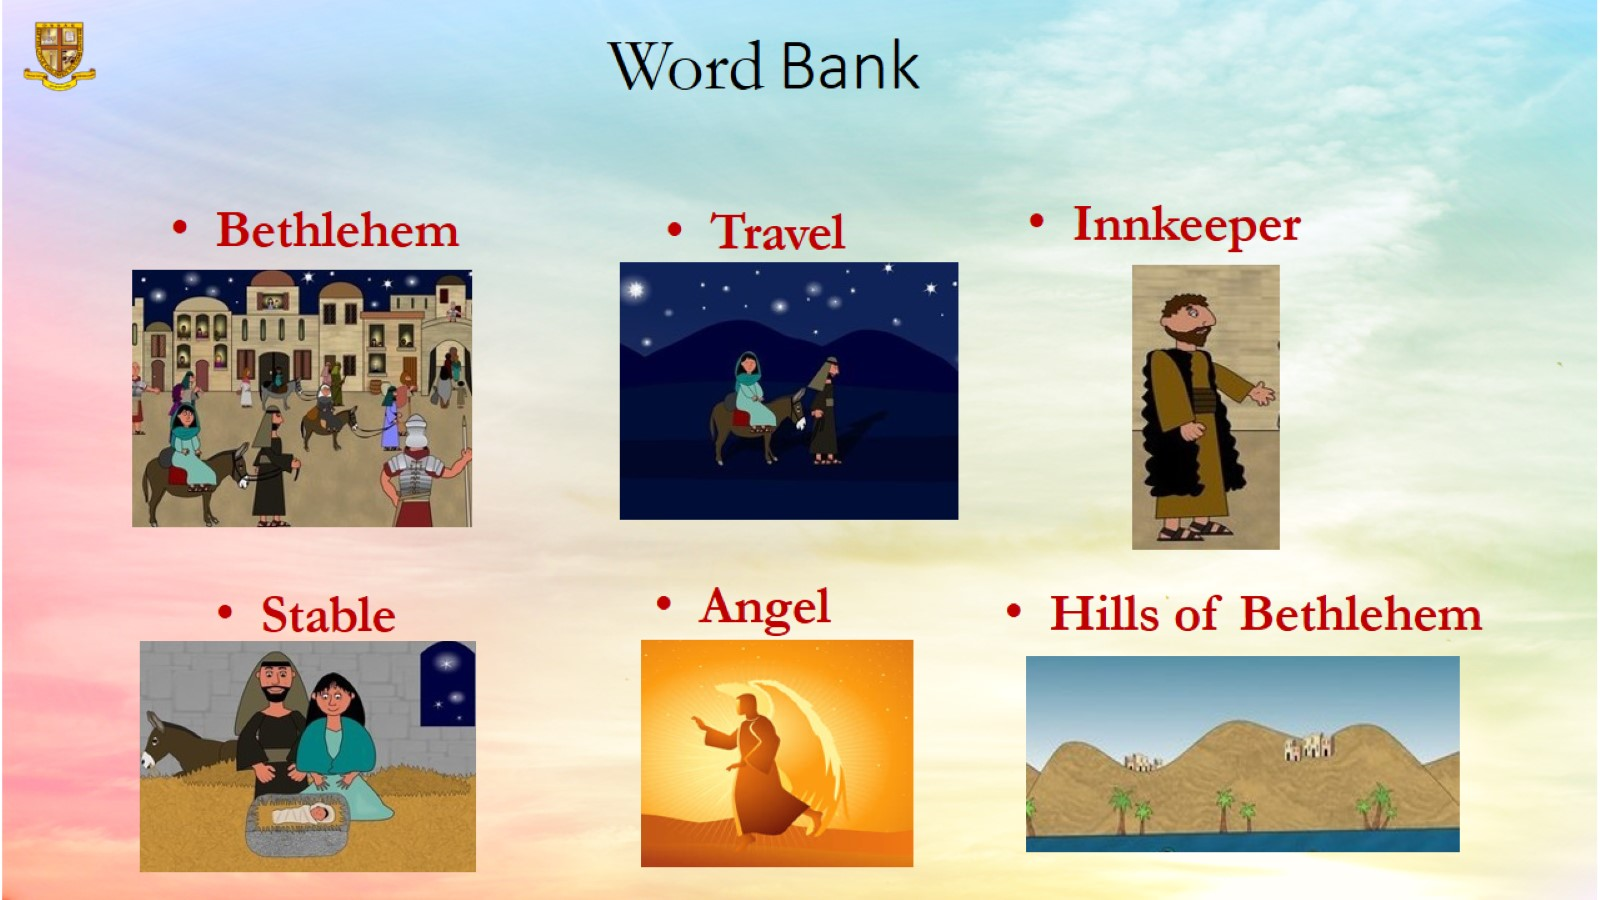 Word Bank
• Bethlehem
• Travel
• Innkeeper
• Stable
• Angel
• Hills of Bethlehem